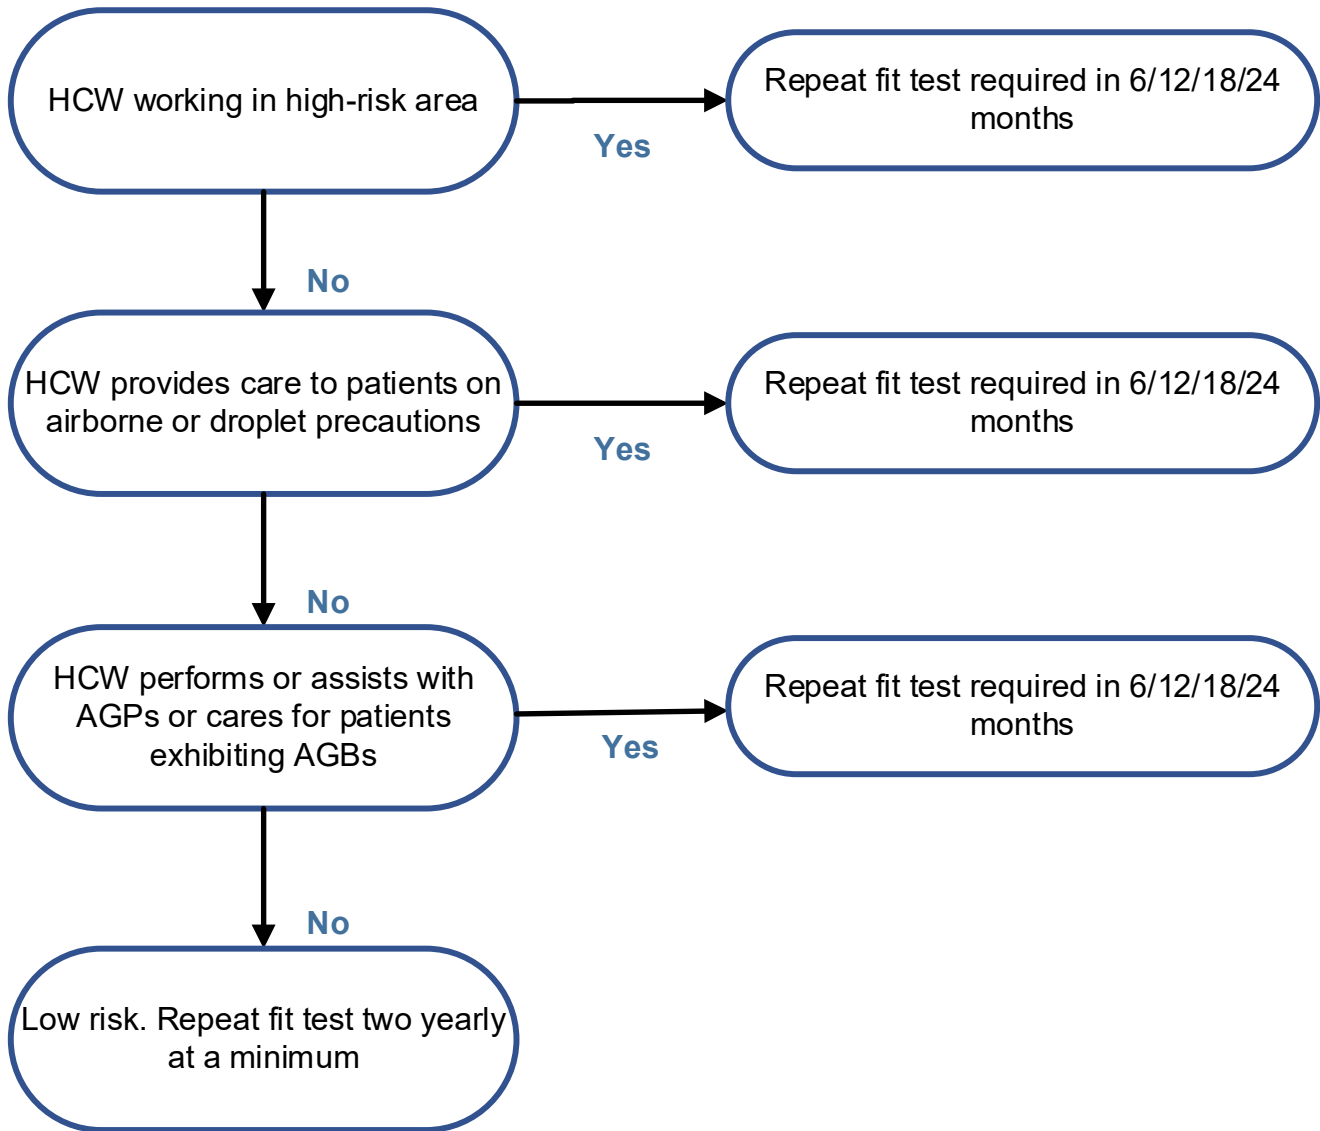 HCW working in high-risk area
Yes
Repeat fit test required in 6/12/18/24
months
No
HCW provides care to patients on
airborne or droplet precautions
Yes
Repeat fit test required in 6/12/18/24
months
No
HCW performs or assists with
AGPs or cares for patients
exhibiting AGBs
Yes
Repeat fit test required in 6/12/18/24
months
No
Low risk. Repeat fit test two yearly
at a minimum